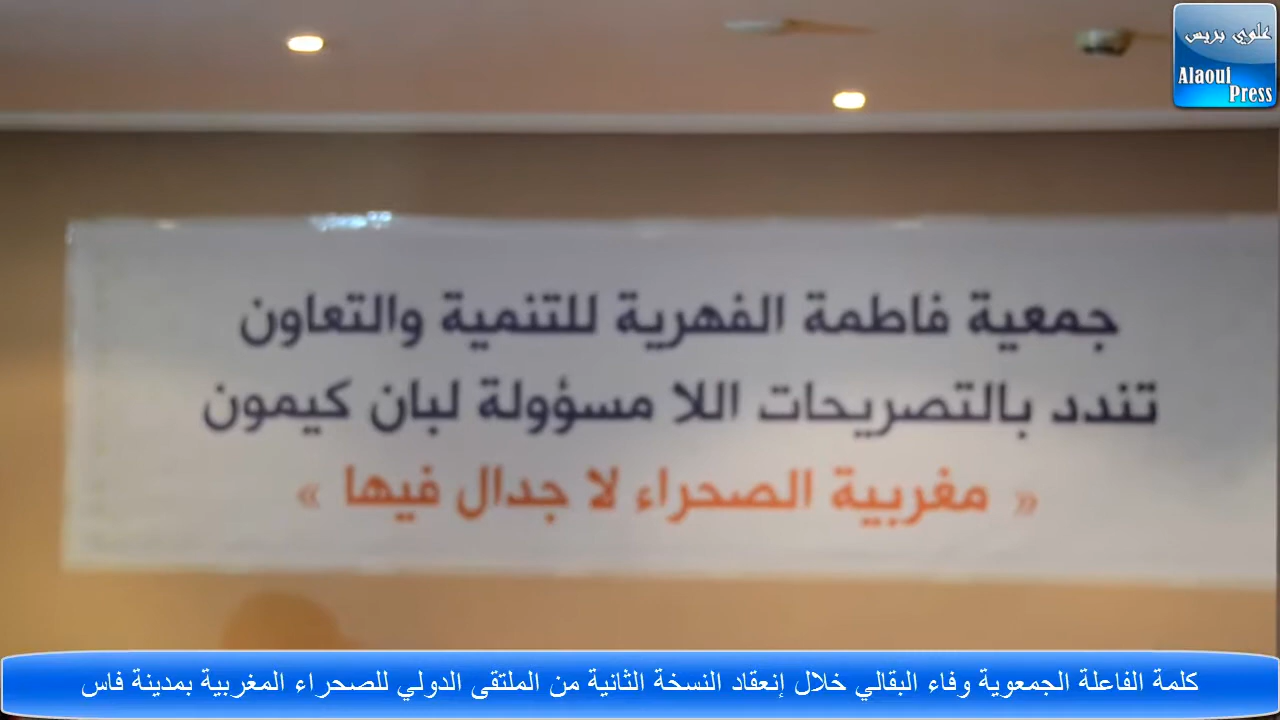 علوي بريس
Alaoui
Press
جمعية فاطمة الفهرية للتنمية والتعاون
تندد بالتصريحات اللا مسؤولة لبان كيمون
« مغربية الصحراء لا جدال فيها »
كلمة الفاعلة الجمعوية وفاء البقالي خلال إنعقاد النسخة الثانية من الملتقى الدولي للصحراء المغربية بمدينة فاس